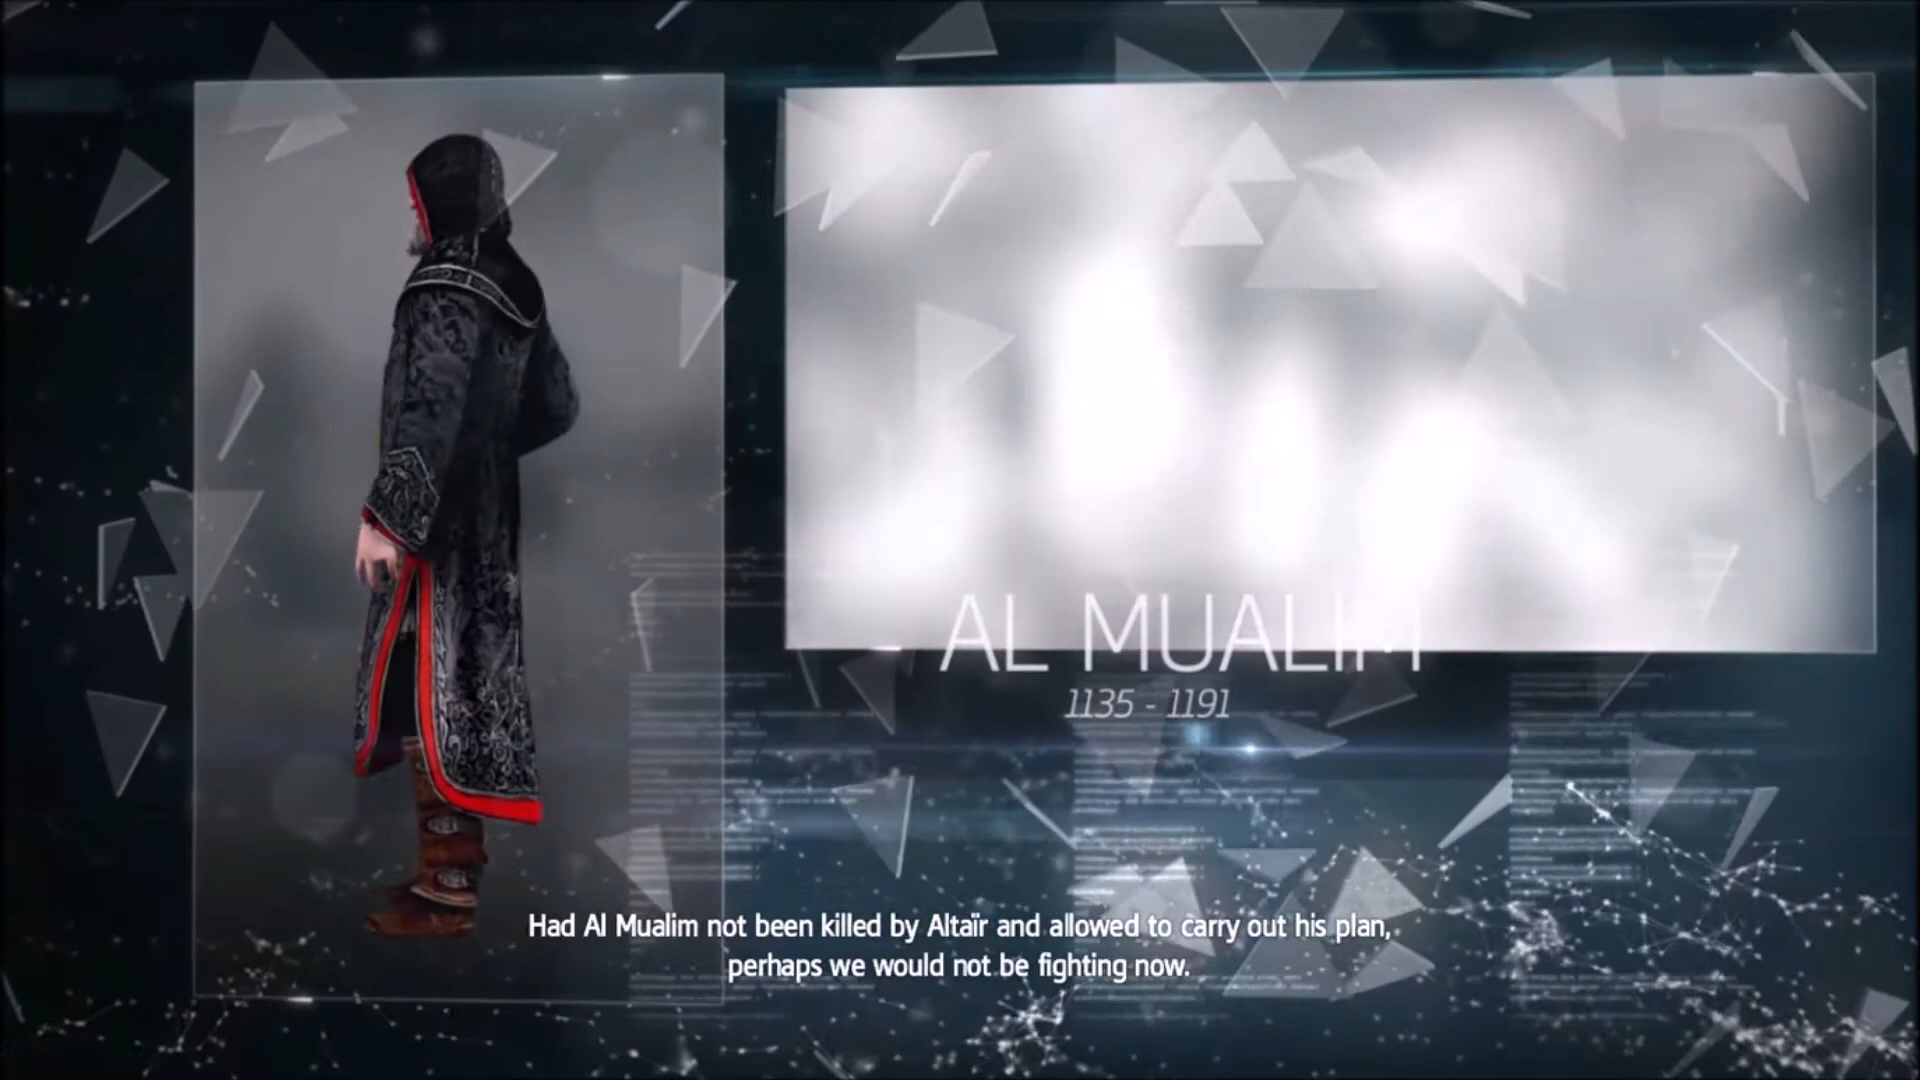 AL MUALIM
1135 - 1191
Had Al Mualim not been killed by Altaïr and allowed to carry out his plan,
perhaps we would not be fighting now.